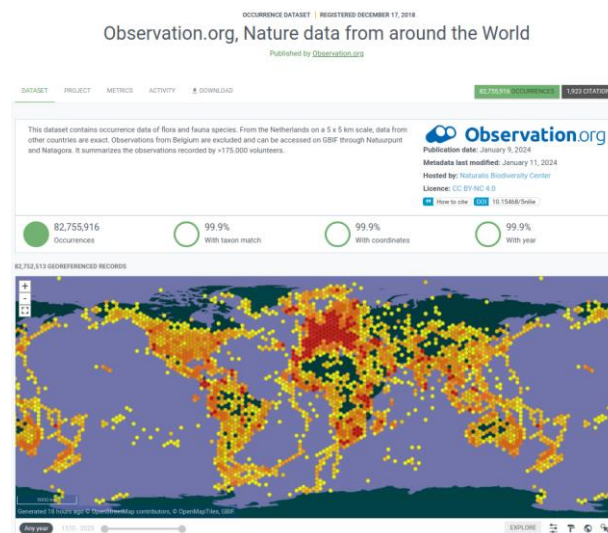 OCCURRENCE DATASET | REGISTERED DECEMBER 17, 2018
Observation.org, Nature data from around the World
Published by Observation.org
DATASET PROJECT METRICS ACTIVITY DOWNLOAD
82,755,916 OCCURRENCES 1,923 CITATION
This dataset contains occurrence data of flora and fauna species. From the Netherlands on a 5 x 5 km scale, data from
other countries are exact. Observations from Belgium are excluded and can be accessed on GBIF through Natuurpunt
and Natagora. It summarizes the observations recorded by >175.000 volunteers.
Observation.org
Publication date: January 9, 2024
Metadata last modified: January 11, 2024
Hosted by: Naturalis Biodiversity Center
Licence: CC BY-NC 4.0
How to cite DOI 10.15468/5nilie
82,755,916
Occurrences
99.9%
With taxon match
99.9%
With coordinates
99.9%
With year
82,752,513 GEOREFERENCED RECORDS
+
-
Generated 18 hours ago © OpenStreetMap contributors, © OpenMapTiles, GBIF.
Any year
EXPLORE